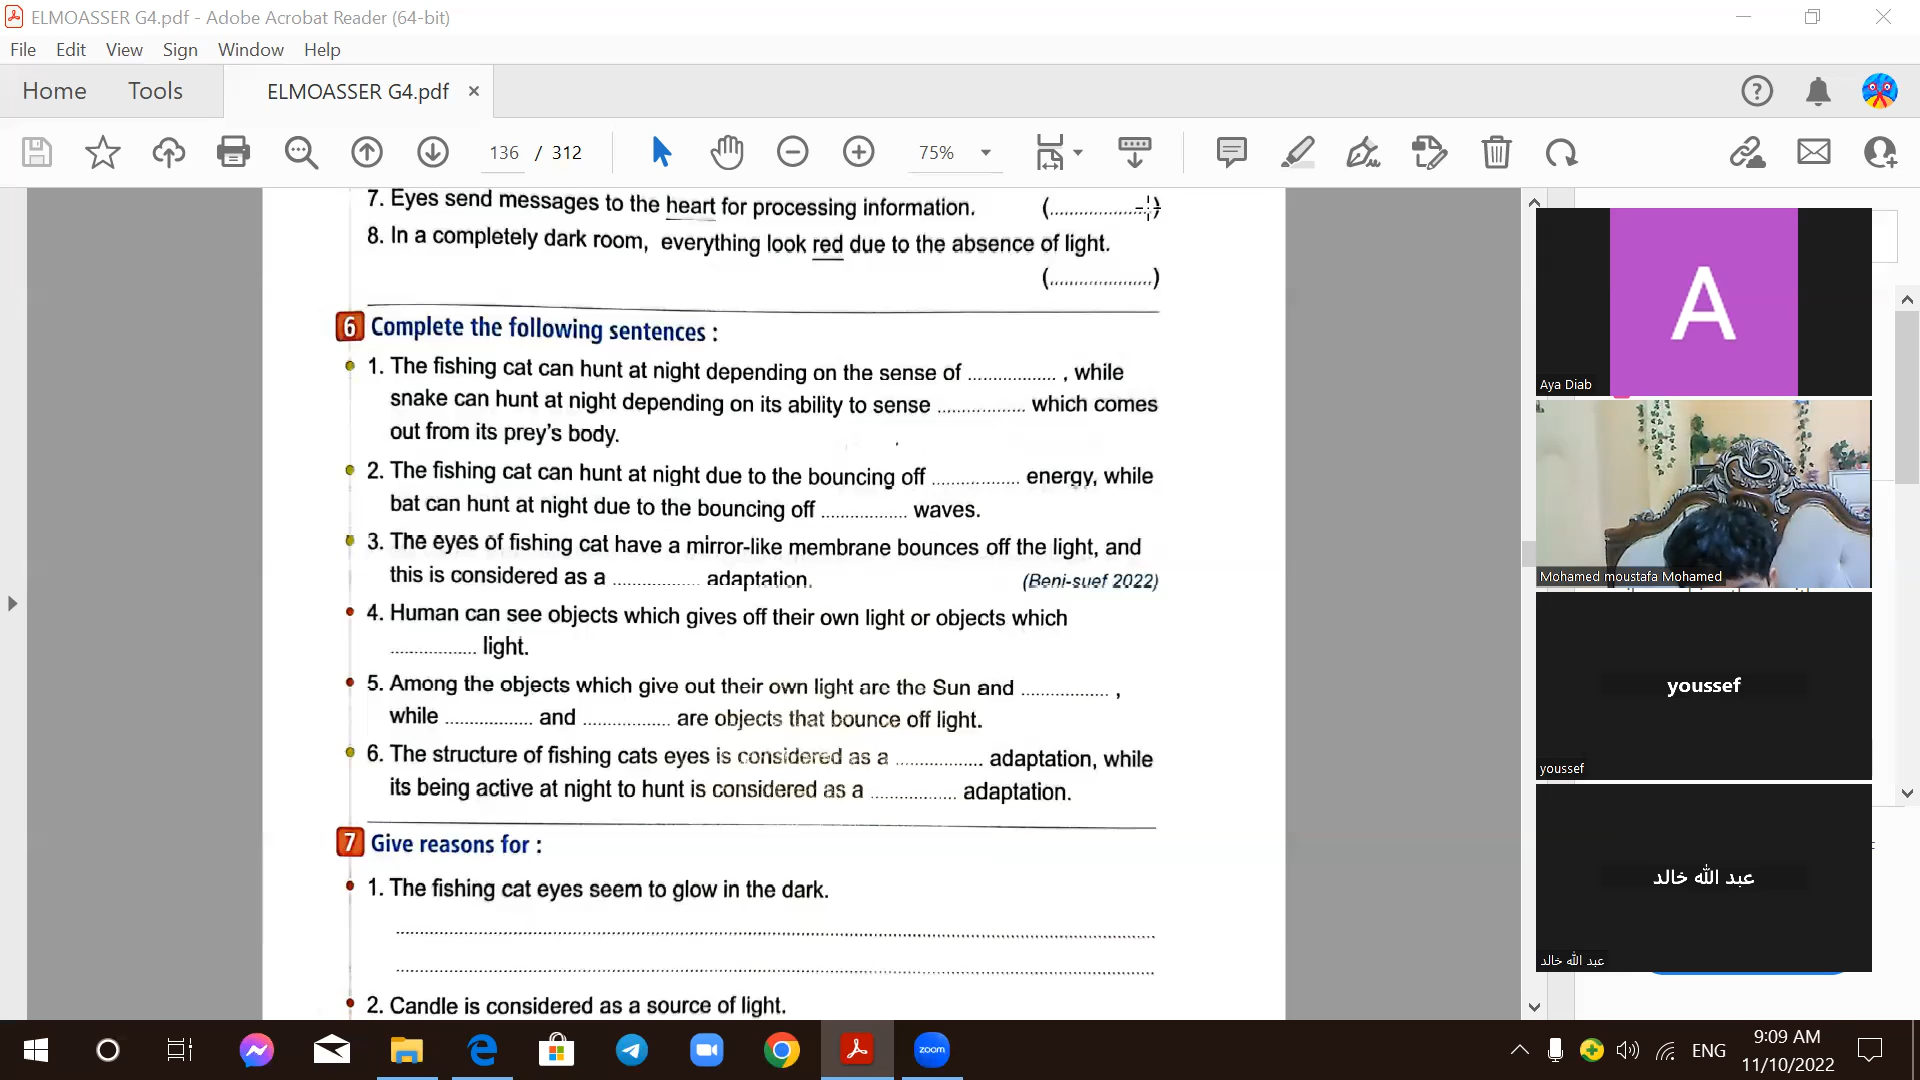 ELMOASSER G4.pdf - Adobe Acrobat Reader (64-bit)
File Edit View Sign Window Help
Home Tools ELMOASSER G4.pdf
136 / 312 75%
7. Eyes send messages to the heart for processing information. (....................)
8. In a completely dark room, everything look red due to the absence of light.
(.....................)
6 Complete the following sentences :
1. The fishing cat can hunt at night depending on the sense of ................. , while
snake can hunt at night depending on its ability to sense ................. which comes
out from its prey's body.
2. The fishing cat can hunt at night due to the bouncing off ................. energy, while
bat can hunt at night due to the bouncing off ................. waves.
3. The eyes of fishing cat have a mirror-like membrane bounces off the light, and
this is considered as a ................. adaptation. (Beni-suef 2022)
4. Human can see objects which gives off their own light or objects which
................. light.
5. Among the objects which give out their own light are the Sun and ................. ,
while ................. and ................. are objects that bounce off light.
6. The structure of fishing cats eyes is considered as a ................. adaptation, while
its being active at night to hunt is considered as a ................. adaptation.
7 Give reasons for :
1. The fishing cat eyes seem to glow in the dark.
2. Candle is considered as a source of light.
A
Aya Diab
Mohamed moustafa Mohamed
youssef
youssef
عبد الله خالد
عبد الله خالد
zoom
ENG
9:09 AM
11/10/2022